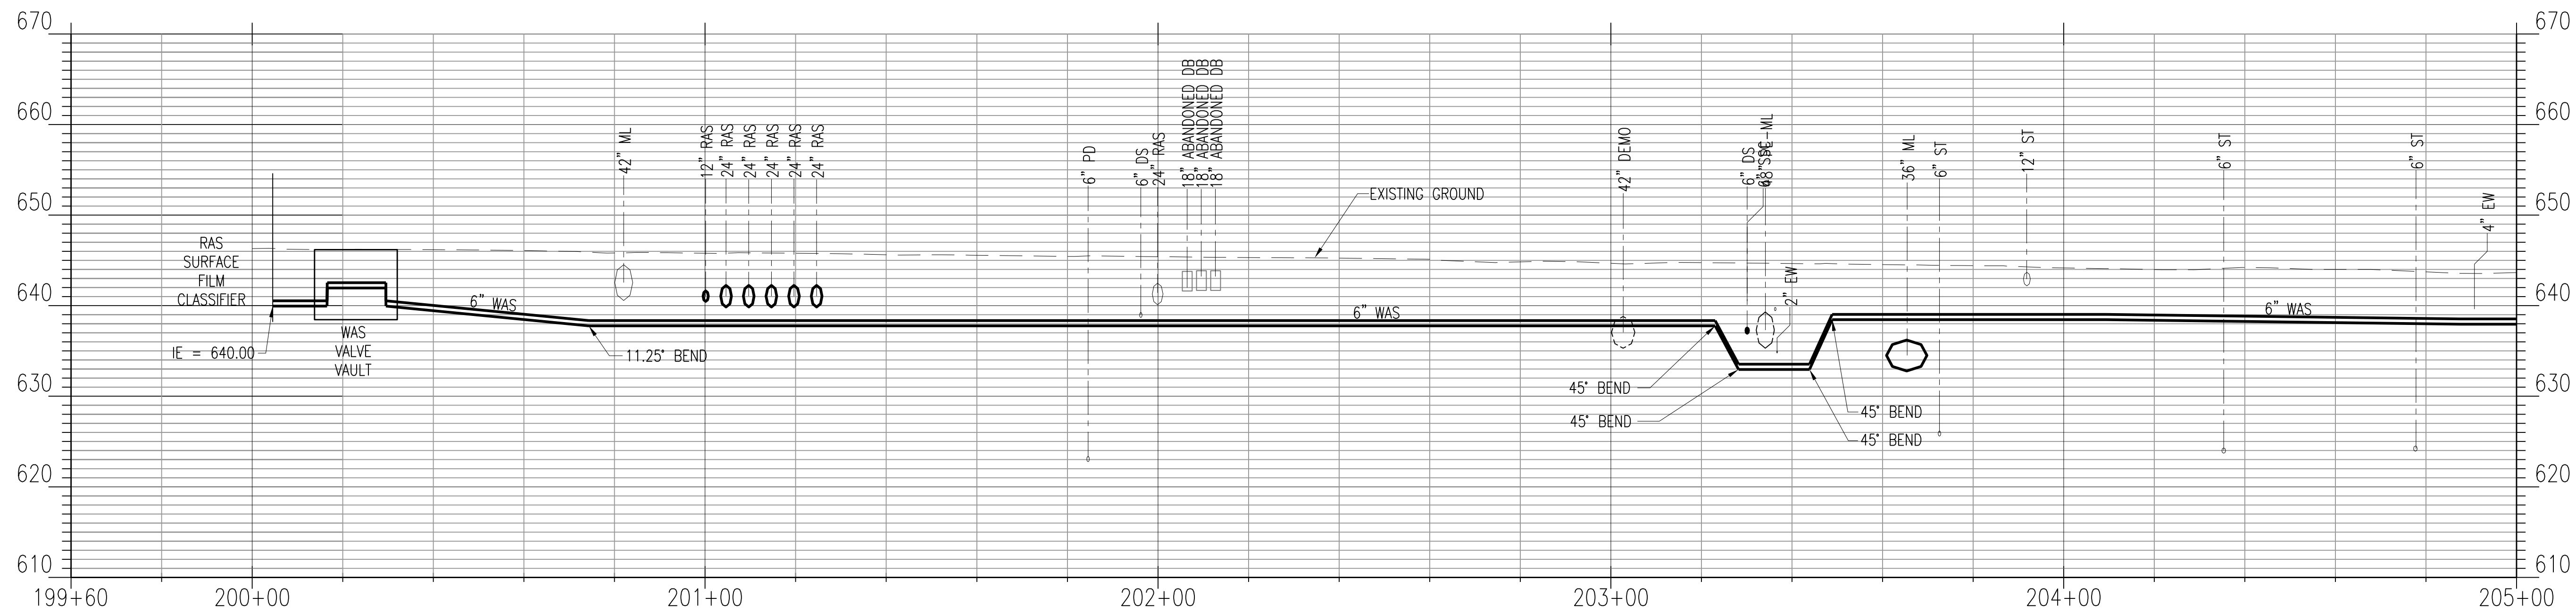 670
670
660
660
650
650
640
640
630
630
620
620
610
610
42" ML
12" RAS
24" RAS
24" RAS
24" RAS
24" RAS
24" RAS
6" PD
6" DS
24" RAS
18" ABANDONED DB
18" ABANDONED DB
18" ABANDONED DB
EXISTING GROUND
42" DEMO
6" DS
36" ML
6" ST
12" ST
6" ST
6" ST
4" EW
2" EW
RAS
SURFACE
FILM
CLASSIFIER
IE = 640.00
WAS
VALVE
VAULT
6" WAS
11.25° BEND
6" WAS
45° BEND
45° BEND
45° BEND
45° BEND
6" WAS
199+60
200+00
201+00
202+00
203+00
204+00
205+00